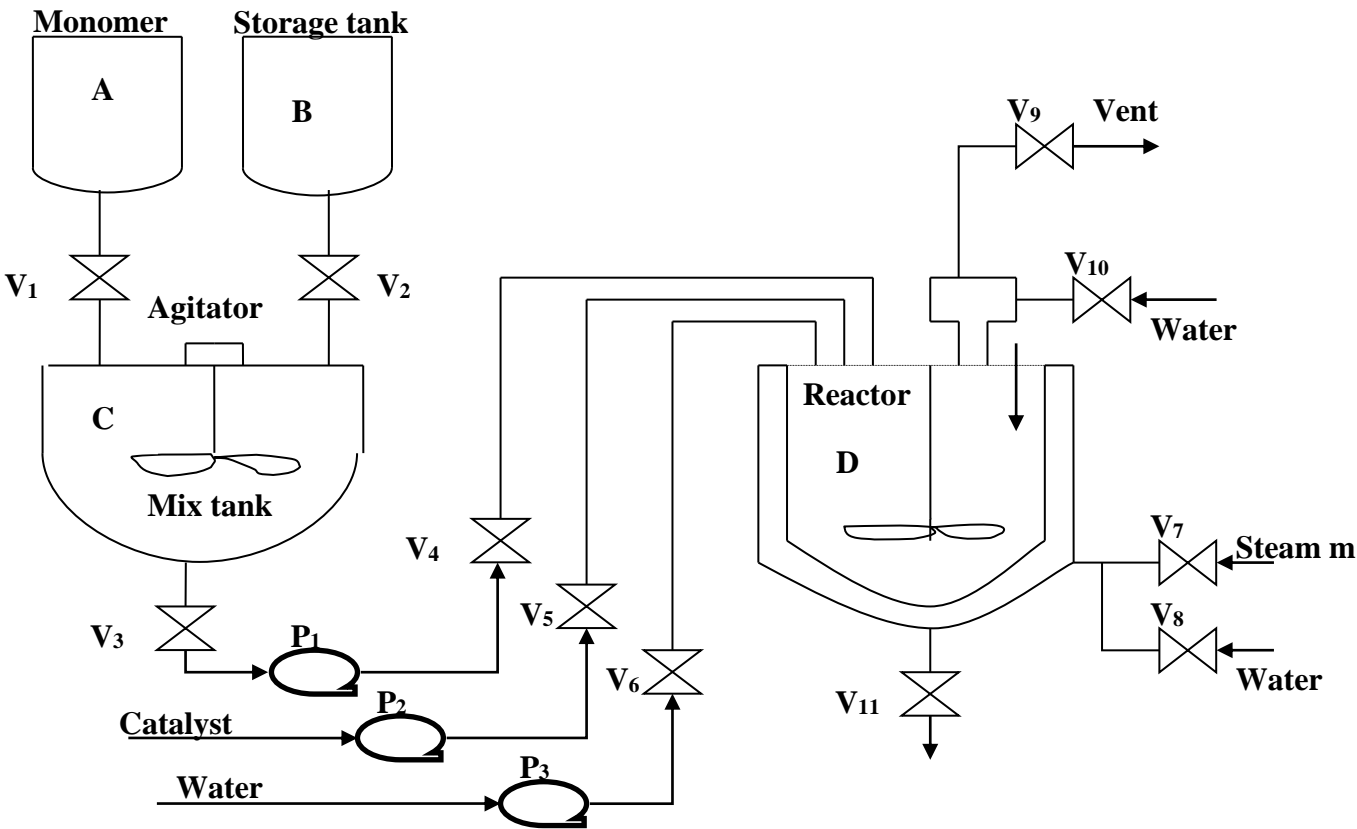 Monomer
Storage tank
A
B
V9
Vent
V1
V2
V10
Agitator
Water
C
Reactor
D
Mix tank
V4
V7
Steam m
V3
V5
V8
P1
V6
Water
P2
V11
Catalyst
P3
Water